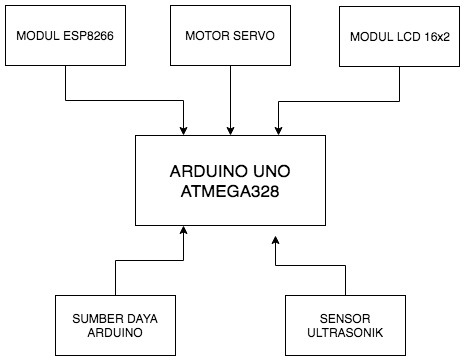 MODUL ESP8266
MOTOR SERVO
MODUL LCD 16x2
ARDUINO UNO
ATMEGA328
SUMBER DAYA
ARDUINO
SENSOR
ULTRASONIK